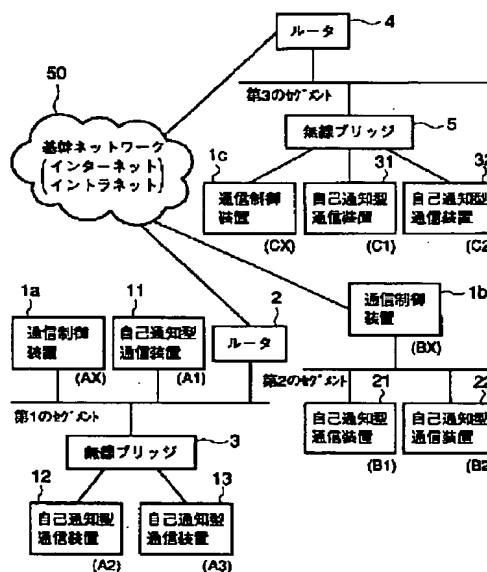 4
ルータ
50
第3のｾｸﾞﾒﾝﾄ
5
無線ブリッジ
基幹ネットワーク
インターネット
イントラネット
1c
31
32
通信制御
装置
自己通知型
通信装置
自己通知型
通信装置
(CX)
(C1)
(C2
1a
11
2
1b
通信制御
装置
自己通知型
通信装置
ルータ
通信制御
装置
(AX)
(A1)
(BX)
第1のｾｸﾞﾒﾝﾄ
第2のｾｸﾞﾒﾝﾄ
21
22
3
無線ブリッジ
自己通知型
通信装置
自己通知型
通信装置
(B1)
(B2
12
13
自己通知型
通信装置
自己通知型
通信装置
(A2)
(A3)